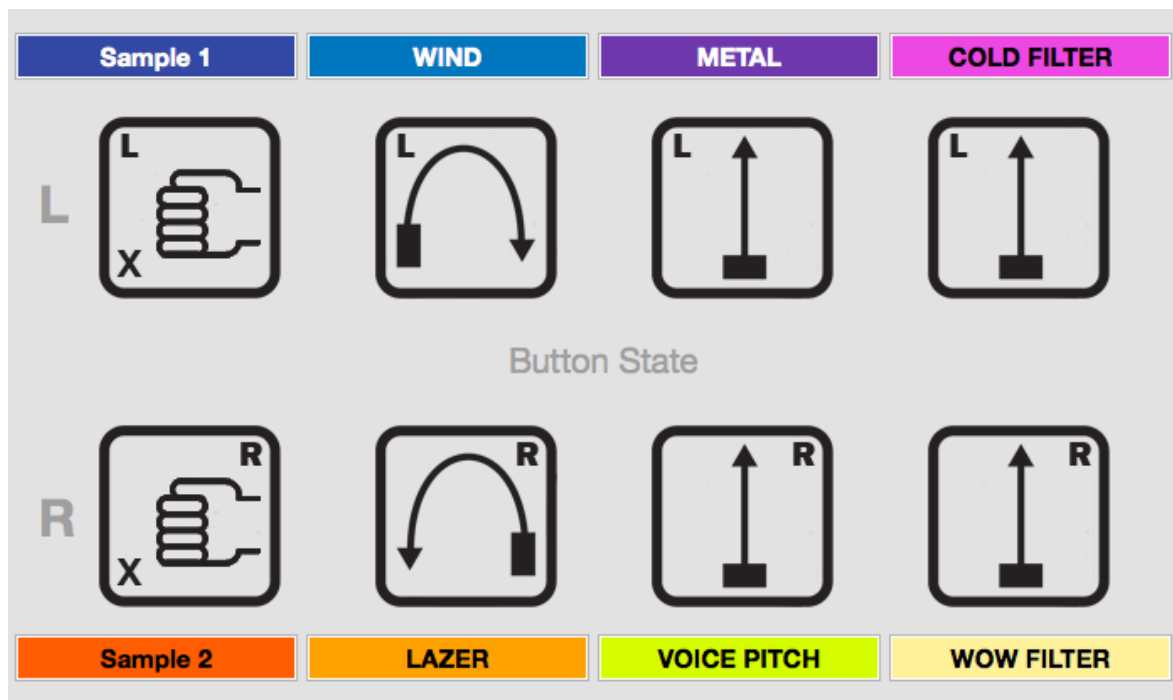 Sample 1 WIND METAL COLD FILTER
L L L L L
X
Button State
R R R R R
X
Sample 2 LAZER VOICE PITCH WOW FILTER